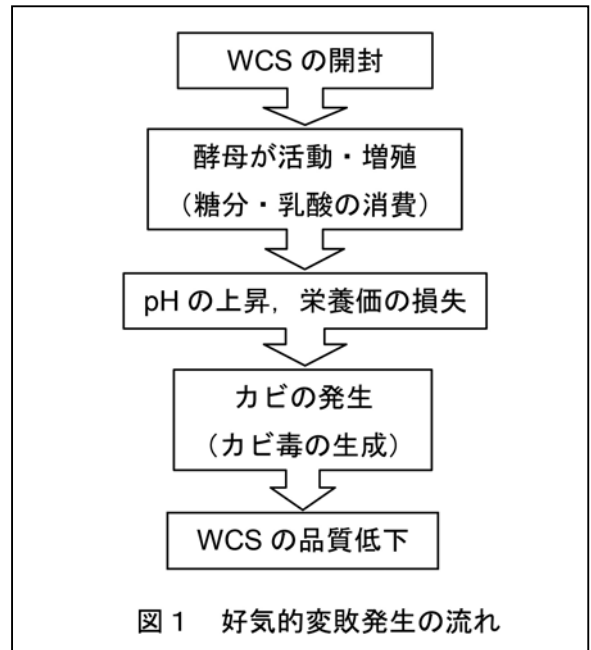 WCS の開封
酵母が活動・増殖
（糖分・乳酸の消費）
pH の上昇，栄養価の損失
カビの発生
（カビ毒の生成）
WCS の品質低下
図 1　好気的変敗発生の流れ